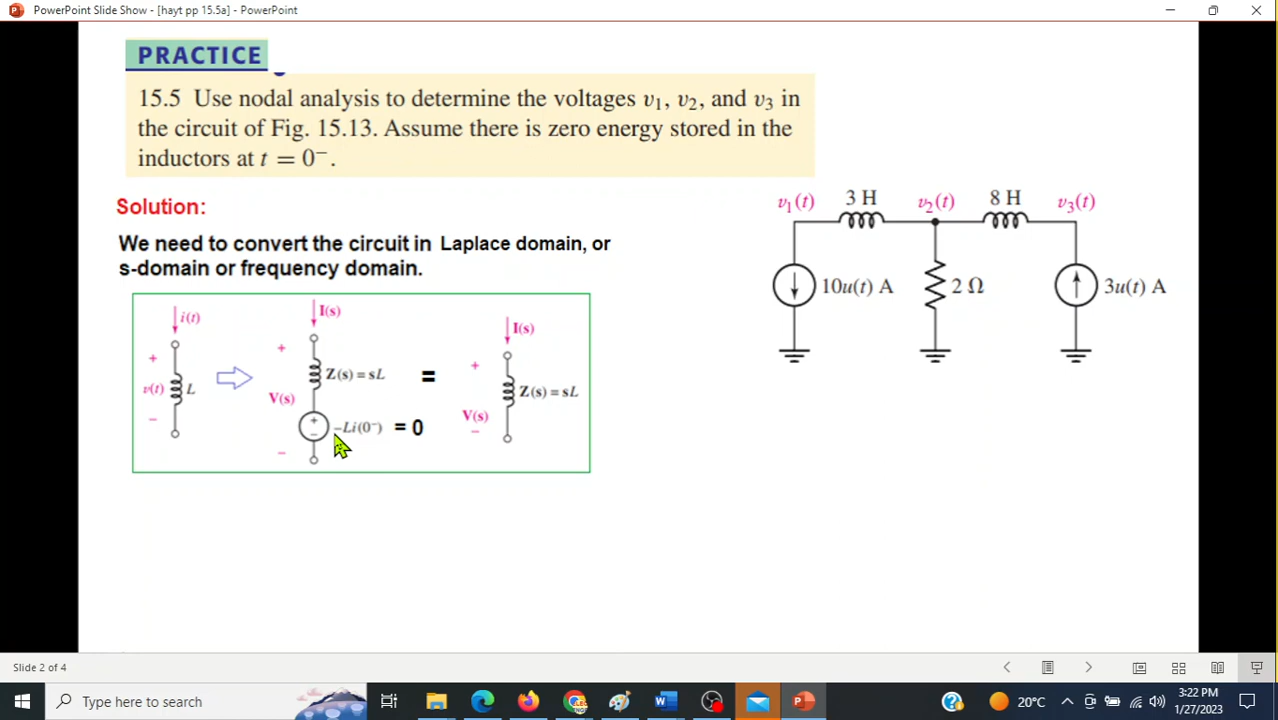 PowerPoint Slide Show - [hayt pp 15.5a] - PowerPoint
PRACTICE
15.5 Use nodal analysis to determine the voltages v₁, v₂, and v₃ in
the circuit of Fig. 15.13. Assume there is zero energy stored in the
inductors at t = 0⁻.
Solution:
We need to convert the circuit in Laplace domain, or
s-domain or frequency domain.
i(t)
+
v(t)
L
−
I(s)
+
Z(s) = sL
V(s)
+
−
−Li(0⁻) = 0
−
=
I(s)
+
Z(s) = sL
V(s)
−
v₁(t) 3 H v₂(t) 8 H v₃(t)
10u(t) A 2 Ω 3u(t) A
Slide 2 of 4
Type here to search
20°C
3:22 PM
1/27/2023